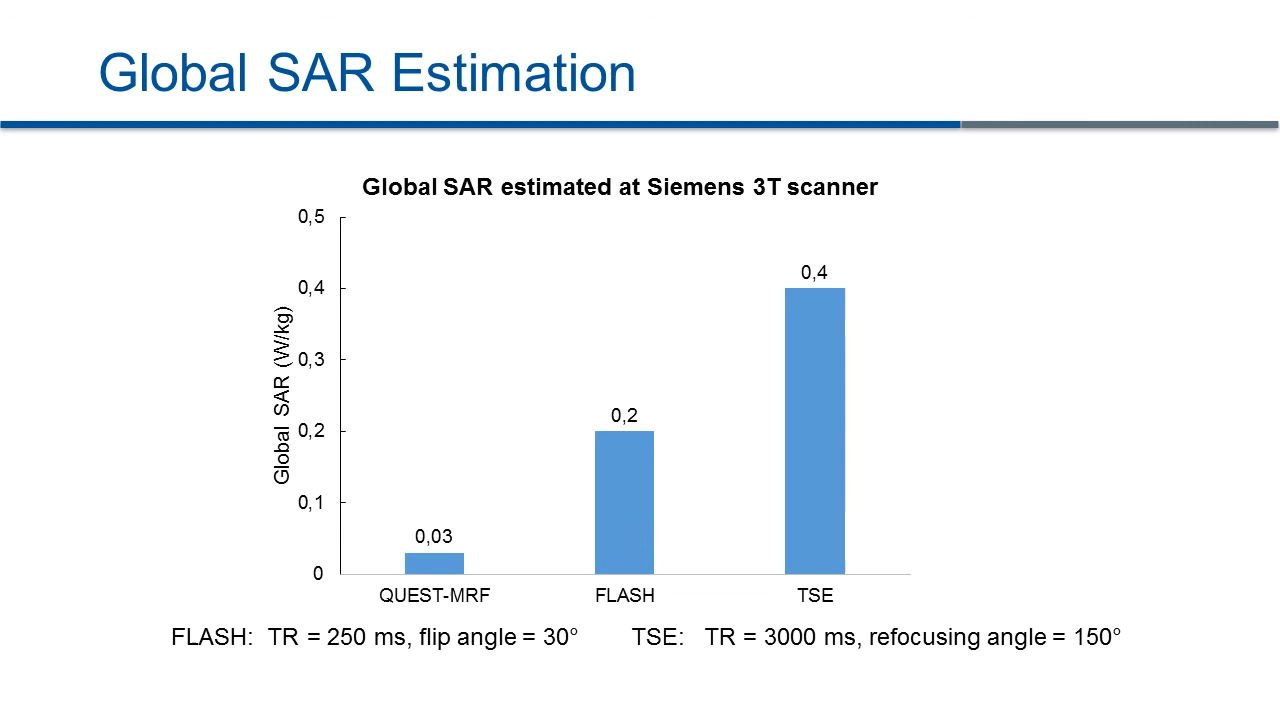 Global SAR Estimation
Global SAR estimated at Siemens 3T scanner
Global SAR (W/kg)
0,5
0,4
0,3
0,2
0,1
0
0,03
0,2
0,4
QUEST-MRF
FLASH
TSE
FLASH: TR = 250 ms, flip angle = 30° TSE: TR = 3000 ms, refocusing angle = 150°